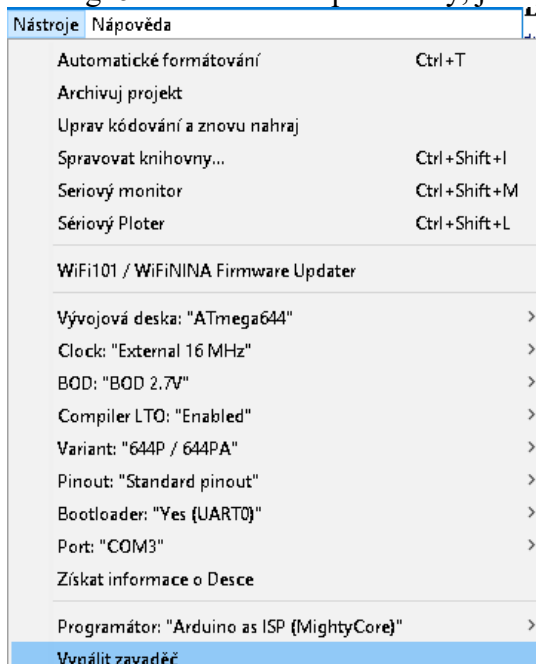 Nástroje Nápověda
Automatické formátování Ctrl+T
Archivuj projekt
Uprav kódování a znovu nahraj
Spravovat knihovny... Ctrl+Shift+I
Seriový monitor Ctrl+Shift+M
Sériový Ploter Ctrl+Shift+L
WiFi101 / WiFiNINA Firmware Updater
Vývojová deska: "ATmega644"
Clock: "External 16 MHz"
BOD: "BOD 2.7V"
Compiler LTO: "Enabled"
Variant: "644P / 644PA"
Pinout: "Standard pinout"
Bootloader: "Yes (UART0)"
Port: "COM3"
Získat informace o Desce
Programátor: "Arduino as ISP (MightyCore)"
Vypálit zavaděč